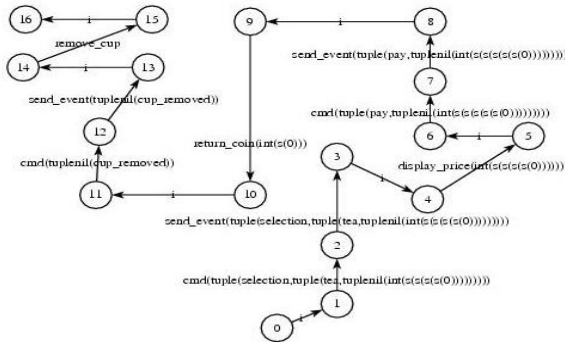 16 i 15 9 i 8
remove_cup
14 i 13
send_event(tuple(pay,tuplenil(int(s(s(s(s(s(0)))))))))
7
send_event(tuplenil(cup_removed))
cmd(tuple(pay,tuplenil(int(s(s(s(s(s(0)))))))))
12 6 i 5
return_coin(int(s(0)))
cmd(tuplenil(cup_removed))
3 display_price(int(s(s(s(s(0))))))
i
11 i 10 4
send_event(tuple(selection,tuple(tea,tuplenil(int(s(s(s(s(0)))))))))
2
cmd(tuple(selection,tuple(tea,tuplenil(int(s(s(s(s(0)))))))))
1
i
0